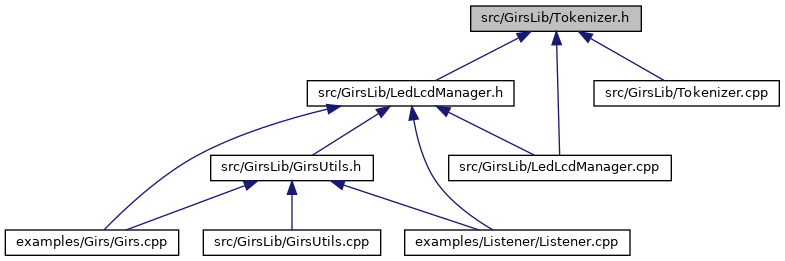 src/GirsLib/Tokenizer.h
src/GirsLib/LedLcdManager.h
src/GirsLib/Tokenizer.cpp
src/GirsLib/GirsUtils.h
src/GirsLib/LedLcdManager.cpp
examples/Girs/Girs.cpp
src/GirsLib/GirsUtils.cpp
examples/Listener/Listener.cpp